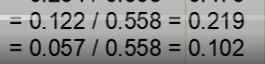 = 0.122 / 0.558 = 0.219
= 0.057 / 0.558 = 0.102